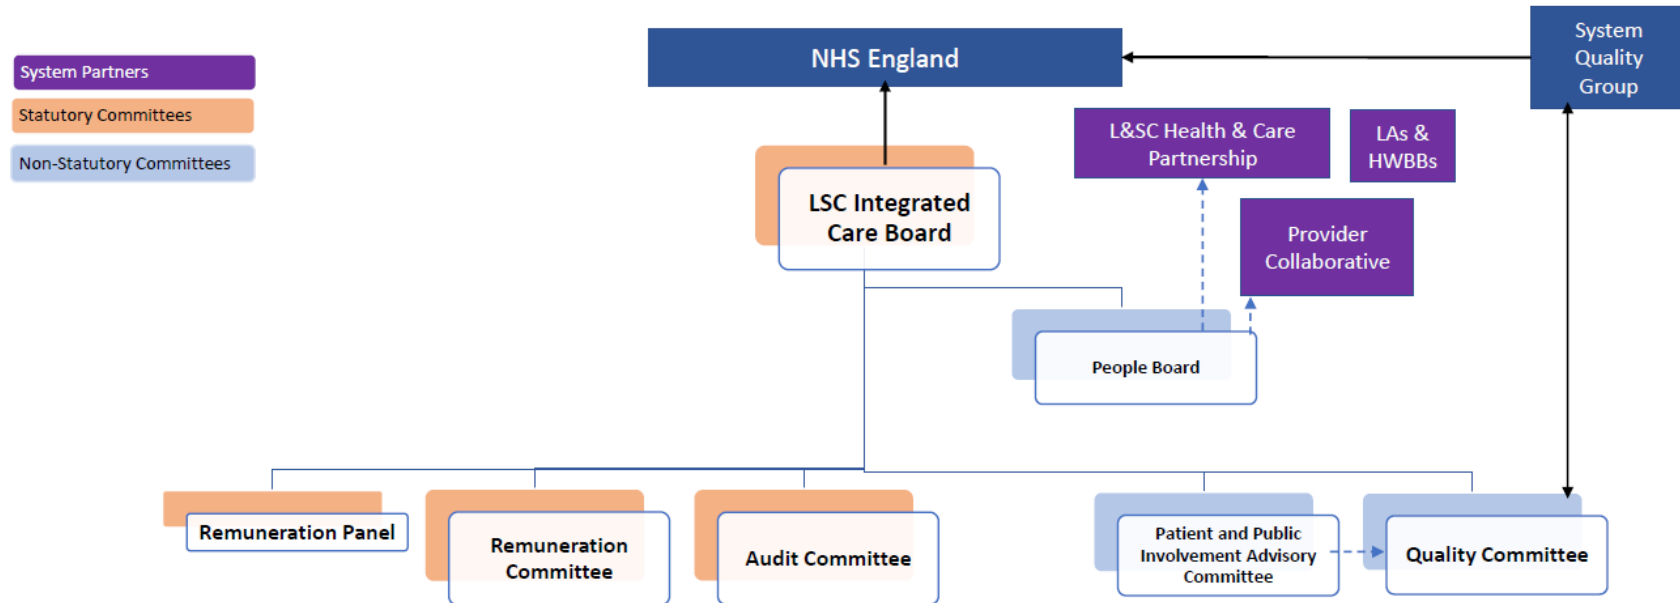 System Partners
Statutory Committees
Non-Statutory Committees
NHS England
System
Quality
Group
L&SC Health & Care
Partnership
LAs &
HWBBs
LSC Integrated
Care Board
Provider
Collaborative
People Board
Remuneration Panel
Remuneration
Committee
Audit Committee
Patient and Public
Involvement Advisory
Committee
Quality Committee